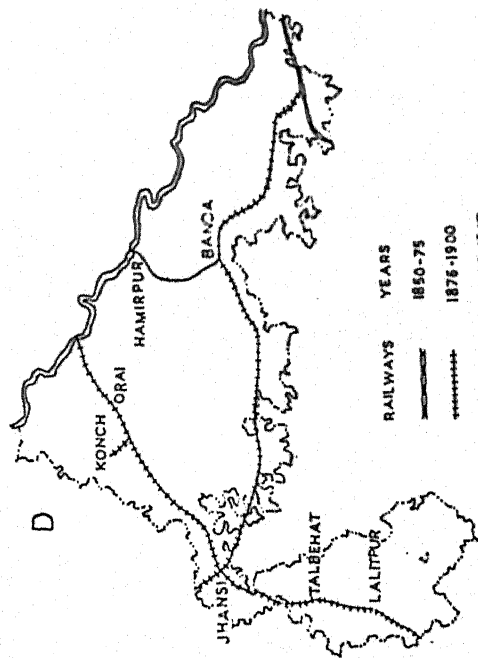 D
KONCH
ORAI
HAMIRPUR
BANDA
JHANSI
TALBEHAT
LALITPUR
RAILWAYS YEARS
1850-75
1876-1900